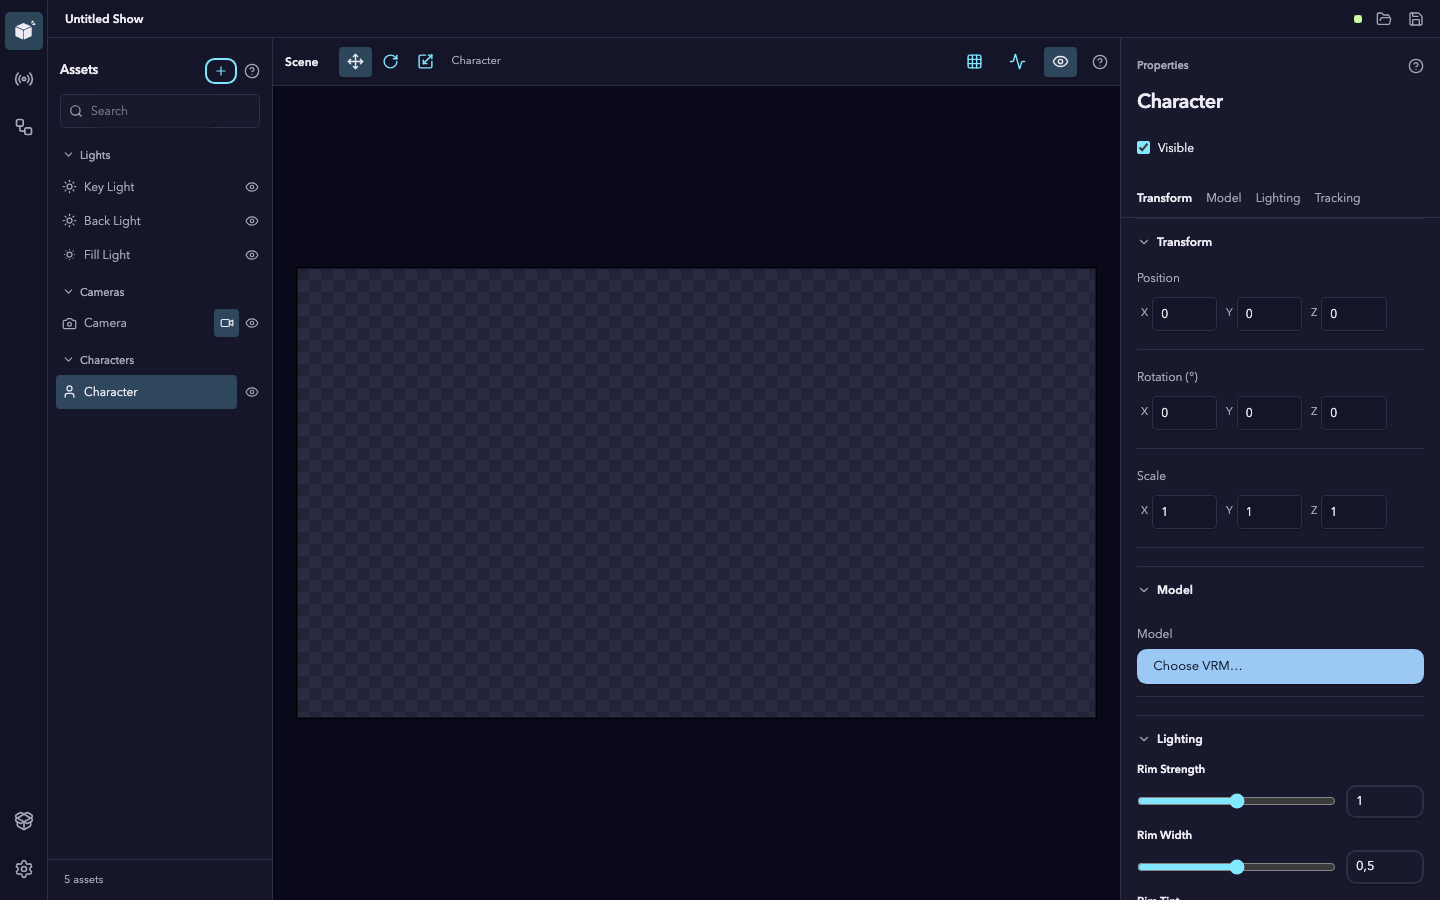 Untitled Show
Assets
Search
Lights
Key Light
Back Light
Fill Light
Cameras
Camera
Characters
Character
5 assets
Scene
Character
Properties
Character
Visible
Transform Model Lighting Tracking
Transform
Position
X 0 Y 0 Z 0
Rotation (°)
X 0 Y 0 Z 0
Scale
X 1 Y 1 Z 1
Model
Model
Choose VRM...
Lighting
Rim Strength
1
Rim Width
0,5
Rim Tint